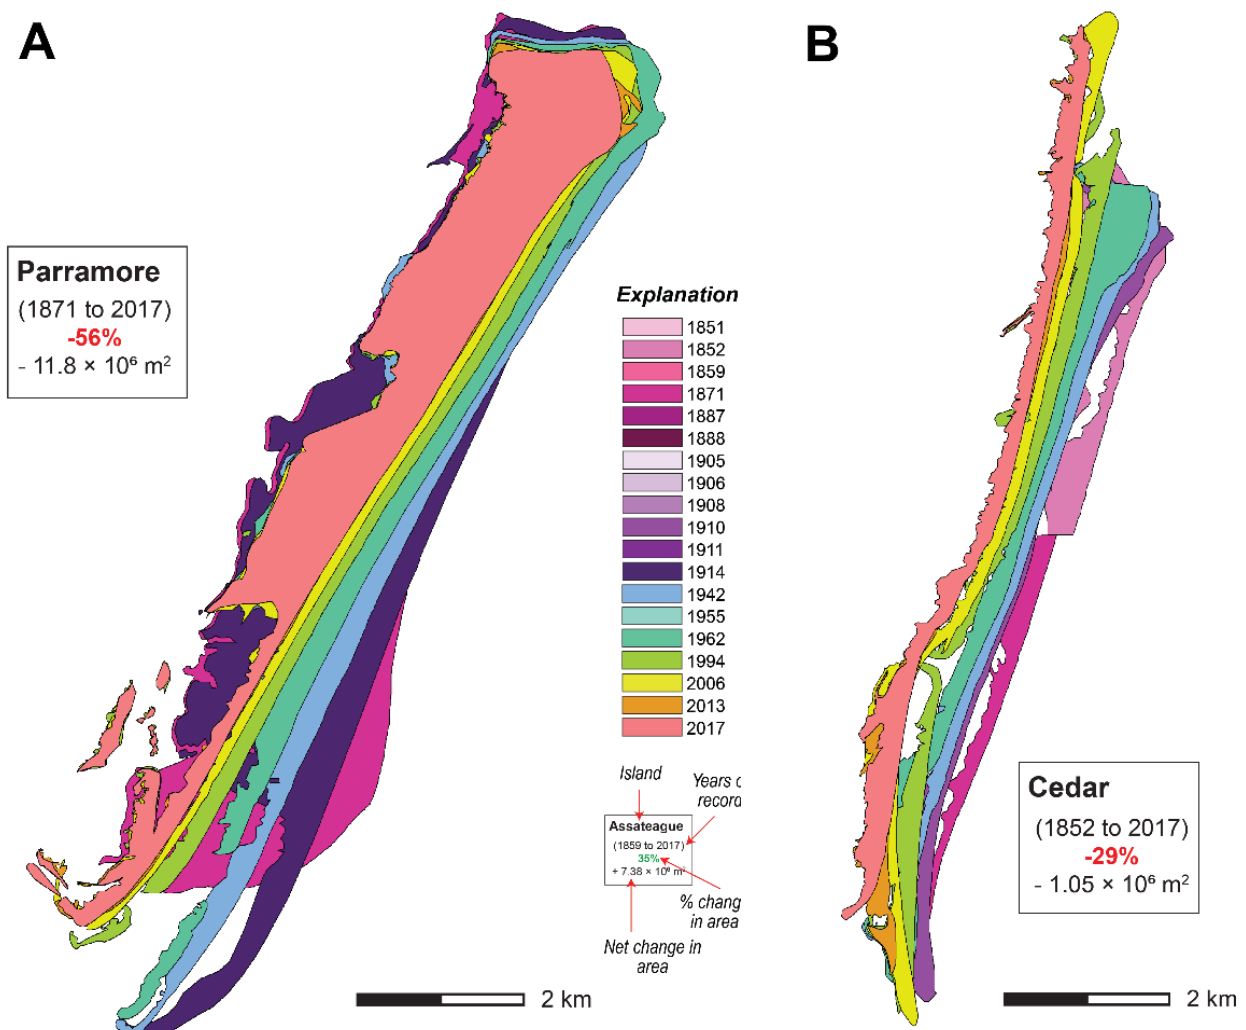 A
B
Parramore
(1871 to 2017)
-56%
- 11.8 × 10⁶ m²
Explanation
1851
1852
1859
1871
1887
1888
1905
1906
1908
1910
1911
1914
1942
1955
1962
1994
2006
2013
2017
Island
Years o
record
Assateague
(1859 to 2017)
35%
+ 7.38 × 10⁶ m
% chang
in area
Net change in
area
2 km
Cedar
(1852 to 2017)
-29%
- 1.05 × 10⁶ m²
2 km